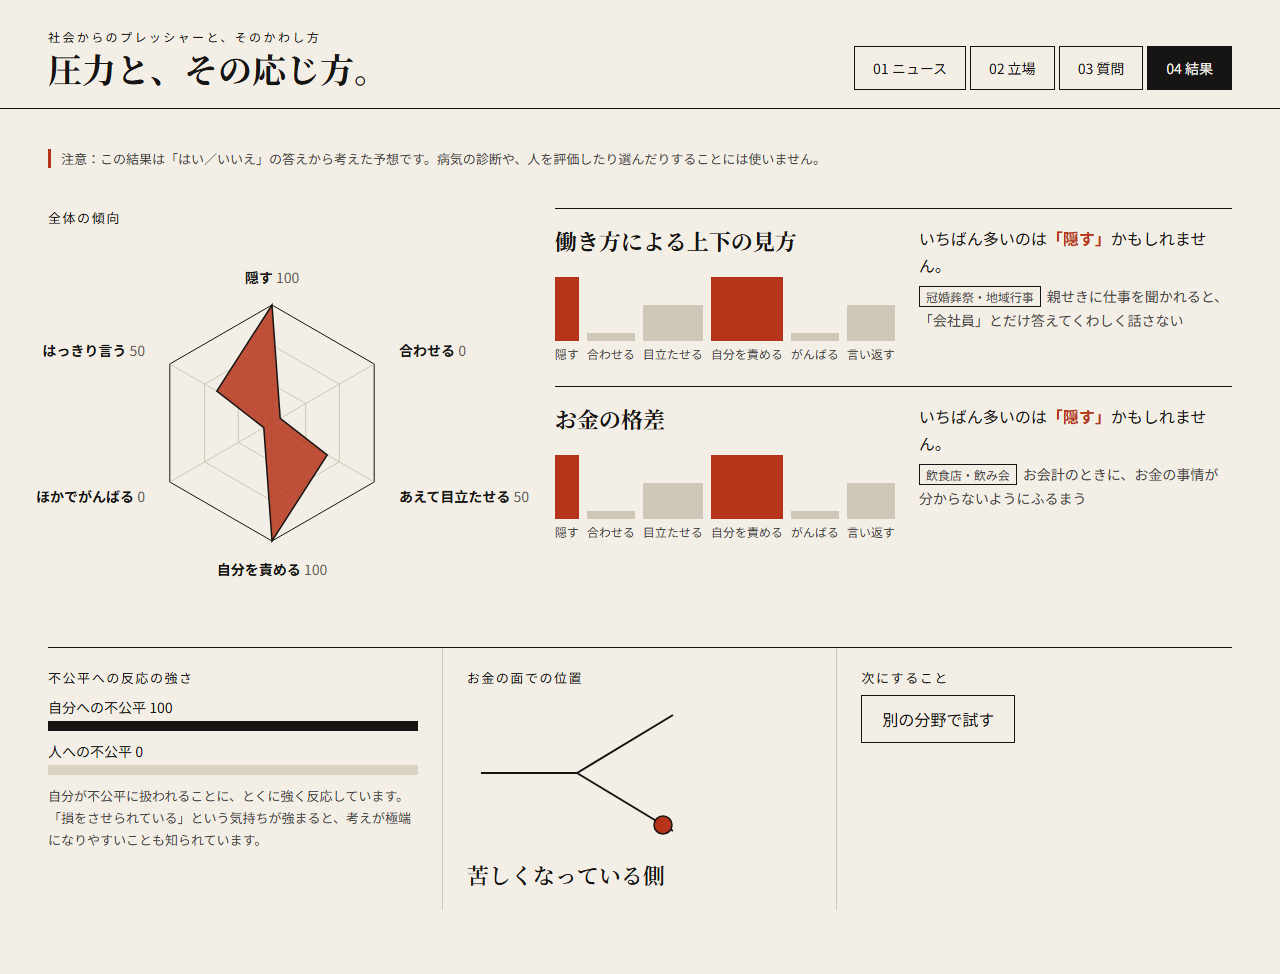 社会からのプレッシャーと、そのかわし方
圧力と、その応じ方。
01 ニュース
02 立場
03 質問
04 結果
注意：この結果は「はい／いいえ」の答えから考えた予想です。病気の診断や、人を評価したり選んだりすることには使いません。
全体の傾向
隠す 100
はっきり言う 50
合わせる 0
ほかでがんばる 0
あえて目立たせる 50
自分を責める 100
働き方による上下の見方
隠す 合わせる 目立たせる 自分を責める がんばる 言い返す
いちばん多いのは「隠す」かもしれませ
ん。
冠婚葬祭・地域行事 親せきに仕事を聞かれると、
「会社員」とだけ答えてくわしく話さない
お金の格差
隠す 合わせる 目立たせる 自分を責める がんばる 言い返す
いちばん多いのは「隠す」かもしれませ
ん。
飲食店・飲み会 お会計のときに、お金の事情が
分からないようにふるまう
不公平への反応の強さ
自分への不公平 100
人への不公平 0
自分が不公平に扱われることに、とくに強く反応しています。
「損をさせられている」という気持ちが強まると、考えが極端
になりやすいことも知られています。
お金の面での位置
苦しくなっている側
次にすること
別の分野で試す